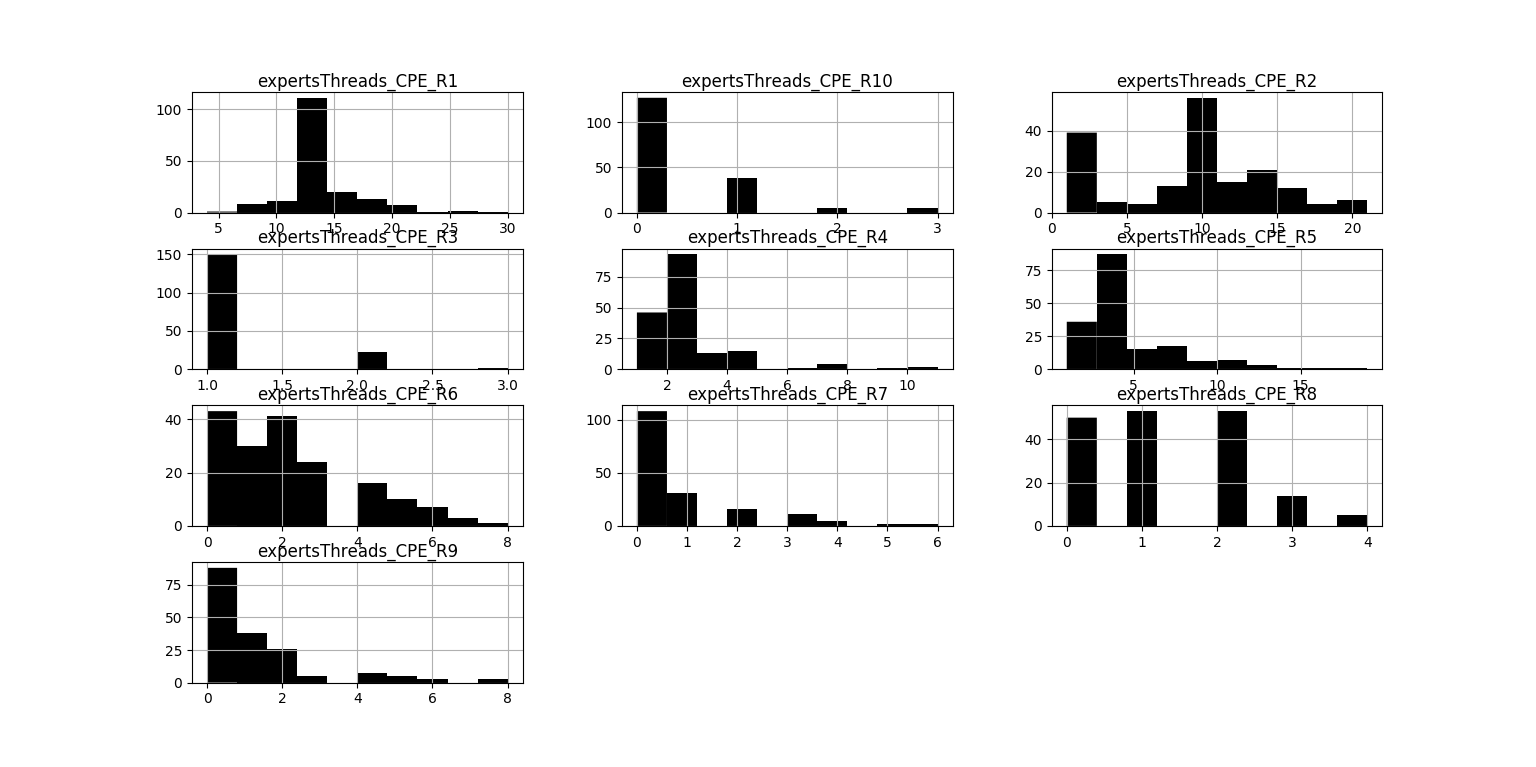 expertsThreads_CPE_R1
100
50
0
5 10 15 20 25 30
expertsThreads_CPE_R10
100
50
0
0 1 2 3
expertsThreads_CPE_R2
40
20
0
0 5 10 15 20
expertsThreads_CPE_R3
150
100
50
0
1.0 1.5 2.0 2.5 3.0
expertsThreads_CPE_R4
75
50
25
0
2 4 6 8 10
expertsThreads_CPE_R5
75
50
25
0
5 10 15
expertsThreads_CPE_R6
40
20
0
0 2 4 6 8
expertsThreads_CPE_R7
100
50
0
0 1 2 3 4 5 6
expertsThreads_CPE_R8
40
20
0
0 1 2 3 4
expertsThreads_CPE_R9
75
50
25
0
0 2 4 6 8